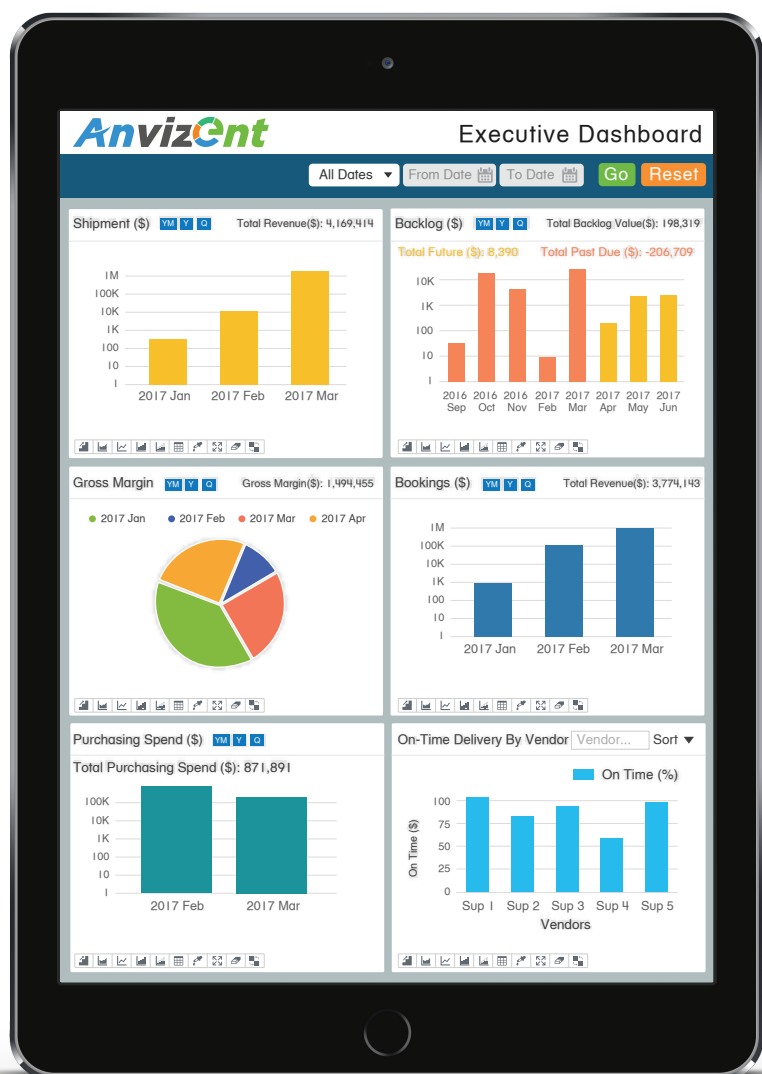 Anvizent
Executive Dashboard
All Dates
From Date
To Date
Go
Reset
Shipment ($)
YM Y Q
Total Revenue($): 4,169,414
1M
100K
10K
1K
100
10
1
2017 Jan 2017 Feb 2017 Mar
Backlog ($)
YM Y Q
Total Backlog Value($): 198,319
Total Future ($): 8,390
Total Past Due ($): -206,709
10K
1K
100
10
1
2016 2016 2016 2017 2017 2017 2017 2017
Sep Oct Nov Feb Mar Apr May Jun
Gross Margin
YM Y Q
Gross Margin($): 1,494,455
2017 Jan 2017 Feb 2017 Mar 2017 Apr
Bookings ($)
YM Y Q
Total Revenue($): 3,774,143
1M
100K
10K
1K
100
10
1
2017 Jan 2017 Feb 2017 Mar
Purchasing Spend ($)
YM Y Q
Total Purchasing Spend ($): 871,891
100K
10K
1K
100
10
1
2017 Feb 2017 Mar
On-Time Delivery By Vendor
Vendor...
Sort
On Time (%)
On Time ($)
100
75
50
25
0
Sup 1 Sup 2 Sup 3 Sup 4 Sup 5
Vendors